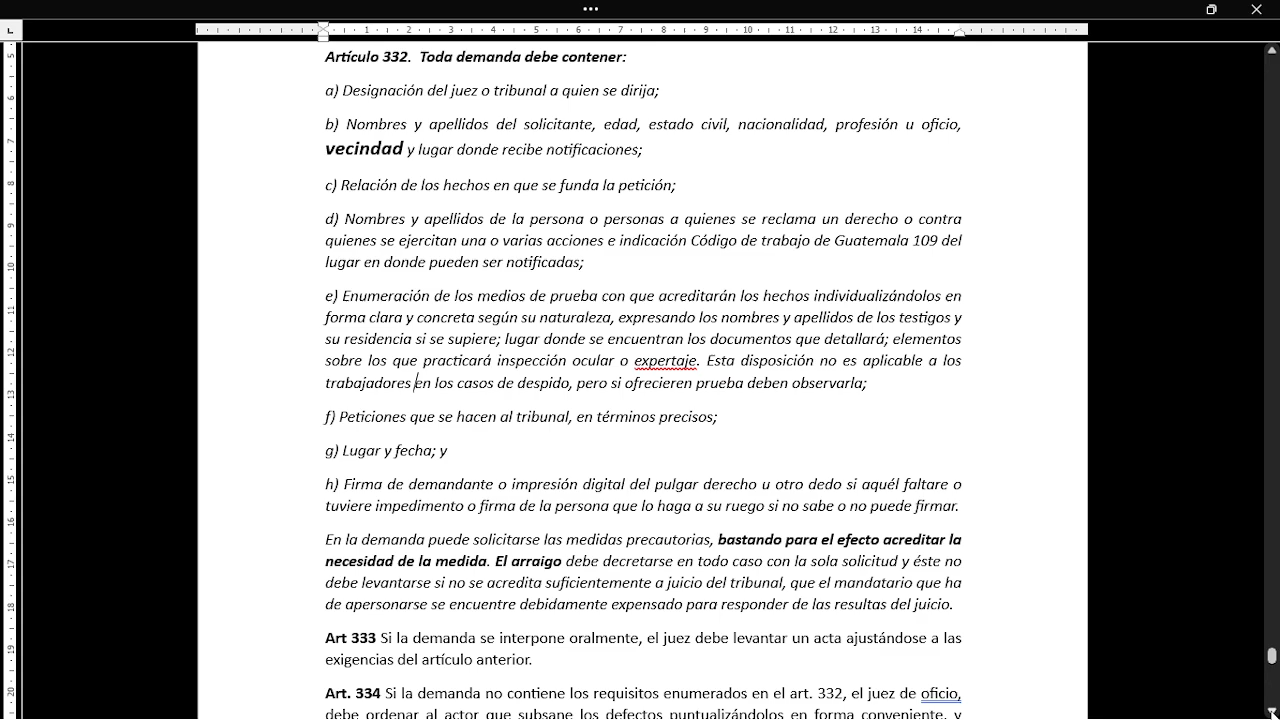 Artículo 332. Toda demanda debe contener:
a) Designación del juez o tribunal a quien se dirija;
b) Nombres y apellidos del solicitante, edad, estado civil, nacionalidad, profesión u oficio,
vecindad y lugar donde recibe notificaciones;
c) Relación de los hechos en que se funda la petición;
d) Nombres y apellidos de la persona o personas a quienes se reclama un derecho o contra
quienes se ejercitan una o varias acciones e indicación Código de trabajo de Guatemala 109 del
lugar en donde pueden ser notificadas;
e) Enumeración de los medios de prueba con que acreditarán los hechos individualizándolos en
forma clara y concreta según su naturaleza, expresando los nombres y apellidos de los testigos y
su residencia si se supiere; lugar donde se encuentran los documentos que detallará; elementos
sobre los que practicará inspección ocular o expertaje. Esta disposición no es aplicable a los
trabajadores en los casos de despido, pero si ofrecieren prueba deben observarla;
f) Peticiones que se hacen al tribunal, en términos precisos;
g) Lugar y fecha; y
h) Firma de demandante o impresión digital del pulgar derecho u otro dedo si aquél faltare o
tuviere impedimento o firma de la persona que lo haga a su ruego si no sabe o no puede firmar.
En la demanda puede solicitarse las medidas precautorias, bastando para el efecto acreditar la
necesidad de la medida. El arraigo debe decretarse en todo caso con la sola solicitud y éste no
debe levantarse si no se acredita suficientemente a juicio del tribunal, que el mandatario que ha
de apersonarse se encuentre debidamente expensado para responder de las resultas del juicio.
Art 333 Si la demanda se interpone oralmente, el juez debe levantar un acta ajustándose a las
exigencias del artículo anterior.
Art. 334 Si la demanda no contiene los requisitos enumerados en el art. 332, el juez de oficio,
debe ordenar al actor que subsane los defectos puntualizándolos en forma conveniente, y